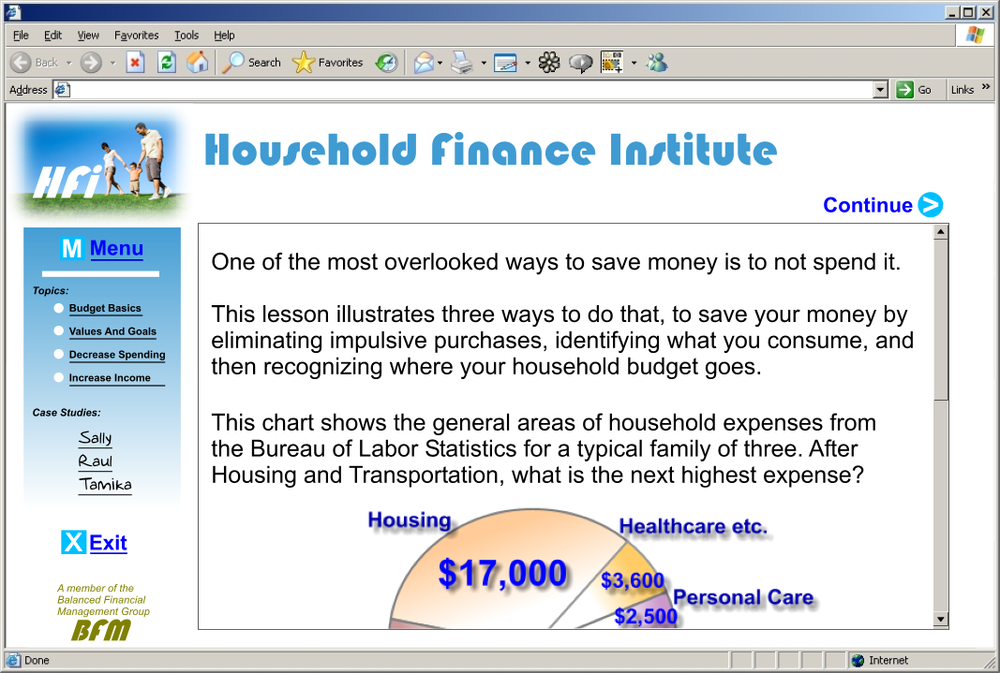 File Edit View Favorites Tools Help
Back Search Favorites
Address Go Links »
HFi
Household Finance Institute
Continue >
M Menu
Topics:
Budget Basics
Values And Goals
Decrease Spending
Increase Income
Case Studies:
Sally
Raul
Tamika
X Exit
A member of the
Balanced Financial
Management Group
BFM
One of the most overlooked ways to save money is to not spend it.
This lesson illustrates three ways to do that, to save your money by
eliminating impulsive purchases, identifying what you consume, and
then recognizing where your household budget goes.
This chart shows the general areas of household expenses from
the Bureau of Labor Statistics for a typical family of three. After
Housing and Transportation, what is the next highest expense?
Housing
Healthcare etc.
$17,000
$3,600
Personal Care
$2,500
Done Internet